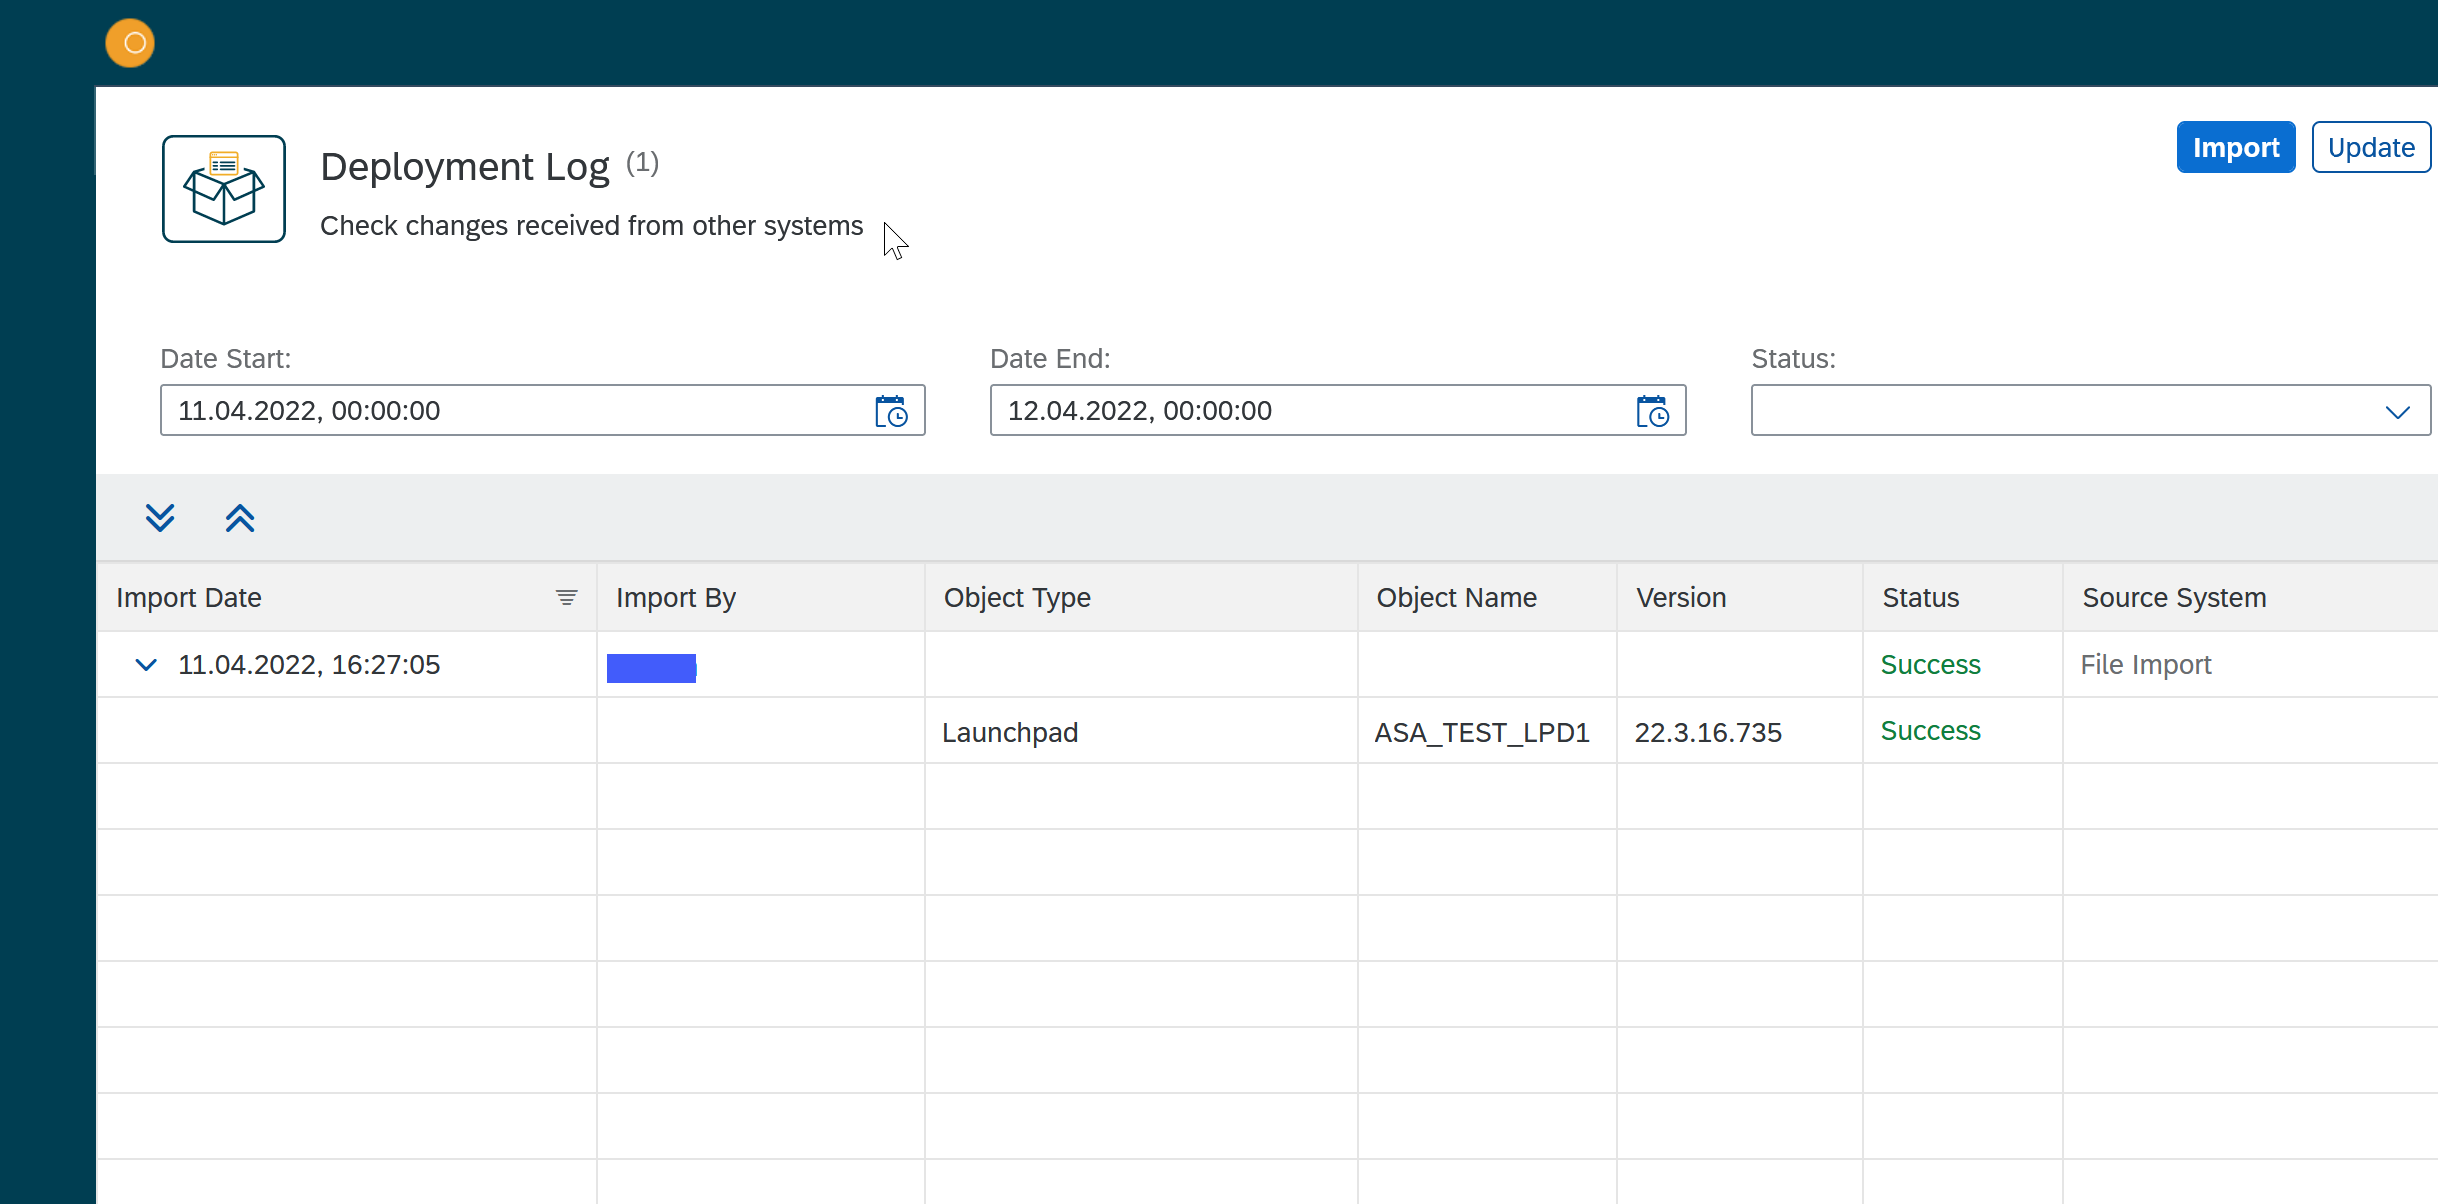 Deployment Log (1)
Import Update
Check changes received from other systems
Date Start: Date End: Status:
11.04.2022, 00:00:00 12.04.2022, 00:00:00
Import Date Import By Object Type Object Name Version Status Source System
11.04.2022, 16:27:05 Success File Import
Launchpad ASA_TEST_LPD1 22.3.16.735 Success